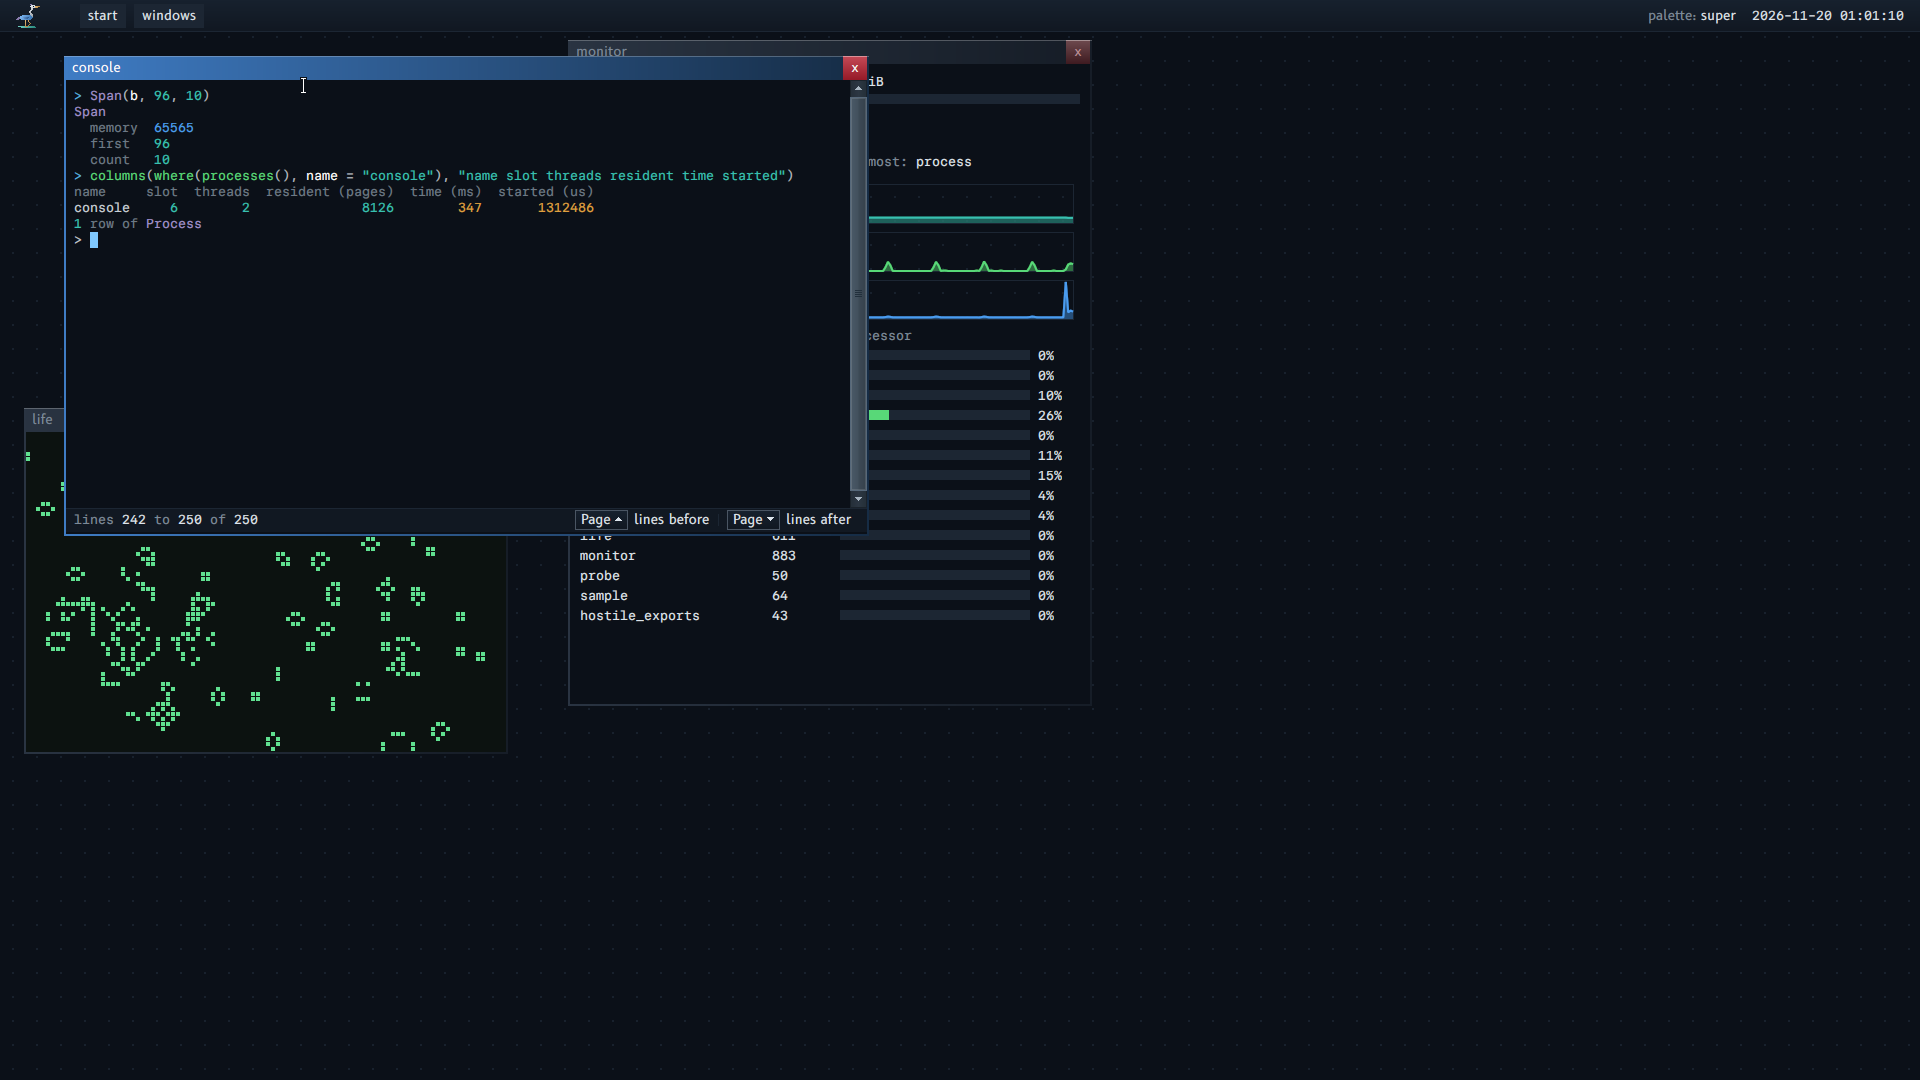 start windows palette: super 2026-11-20 01:01:10
monitor x
console x
iB
> Span(b, 96, 10)
Span
memory 65565
first 96
count 10
> columns(where(processes(), name = "console"), "name slot threads resident time started")
name slot threads resident (pages) time (ms) started (us)
console 6 2 8126 347 1312486
1 row of Process
>
lines 242 to 250 of 250 Page lines before Page lines after
most: process
cessor
0%
0%
10%
26%
0%
11%
15%
4%
4%
life 611 0%
monitor 883 0%
probe 50 0%
sample 64 0%
hostile_exports 43 0%
life